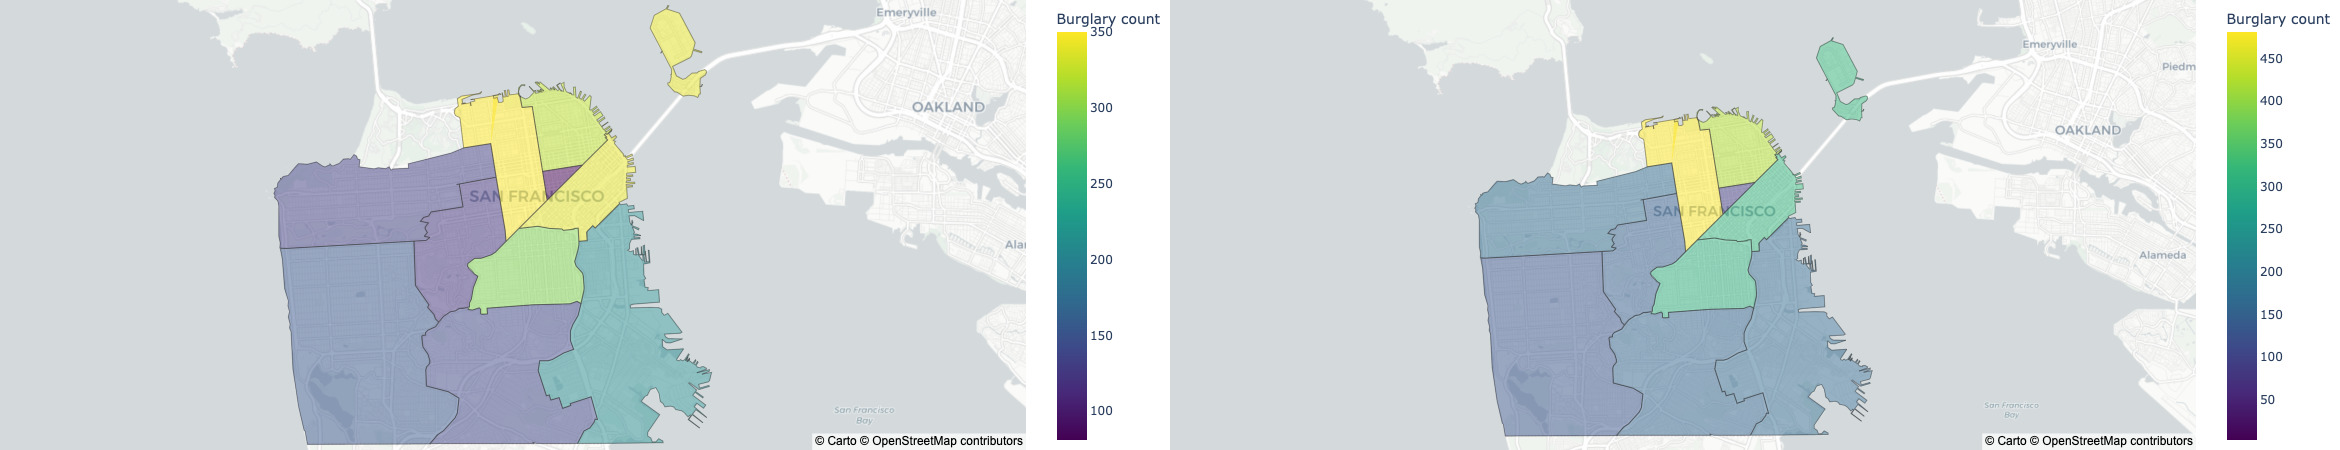 Burglary count
350
300
250
200
150
100
Emeryville
OAKLAND
SAN FRANCISCO
Alar
San Francisco
Bay
© Carto © OpenStreetMap contributors
Burglary count
450
400
350
300
250
200
150
100
50
Emeryville
Piedm
OAKLAND
SAN FRANCISCO
Alameda
San Francisco
Bay
© Carto © OpenStreetMap contributors